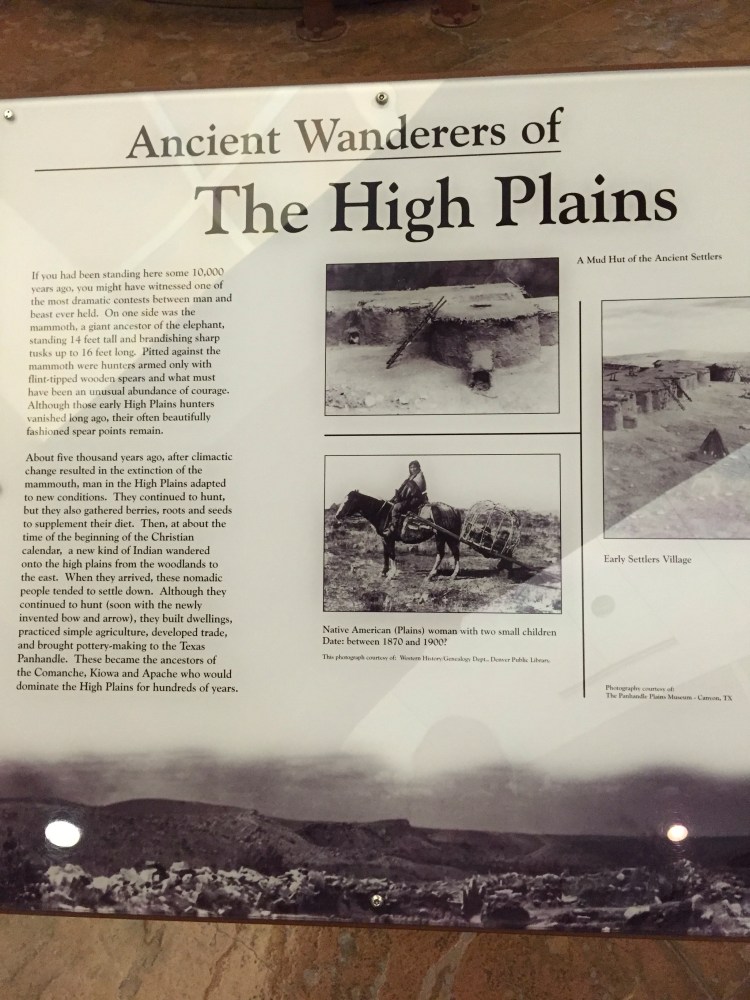 Ancient Wanderers of
The High Plains
If you had been standing here some 10,000
years ago, you might have witnessed one of
the most dramatic contests between man and
beast ever held. On one side was the
mammoth, a giant ancestor of the elephant,
standing 14 feet tall and brandishing sharp
tusks up to 16 feet long. Pitted against the
mammoth were hunters armed only with
flint-tipped wooden spears and what must
have been an unusual abundance of courage.
Although those early High Plains hunters
vanished long ago, their often beautifully
fashioned spear points remain.
About five thousand years ago, after climactic
change resulted in the extinction of the
mammouth, man in the High Plains adapted
to new conditions. They continued to hunt,
but they also gathered berries, roots and seeds
to supplement their diet. Then, at about the
time of the beginning of the Christian
calendar, a new kind of Indian wandered
onto the high plains from the woodlands to
the east. When they arrived, these nomadic
people tended to settle down. Although they
continued to hunt (soon with the newly
invented bow and arrow), they built dwellings,
practiced simple agriculture, developed trade,
and brought pottery-making to the Texas
Panhandle. These became the ancestors of
the Comanche, Kiowa and Apache who would
dominate the High Plains for hundreds of years.
A Mud Hut of the Ancient Settlers
Native American (Plains) woman with two small children
Date: between 1870 and 1900?
This photograph courtesy of: Western History/Genealogy Dept., Denver Public Library.
Early Settlers Village
Photographs courtesy of:
The Panhandle Plains Museum - Canyon, TX